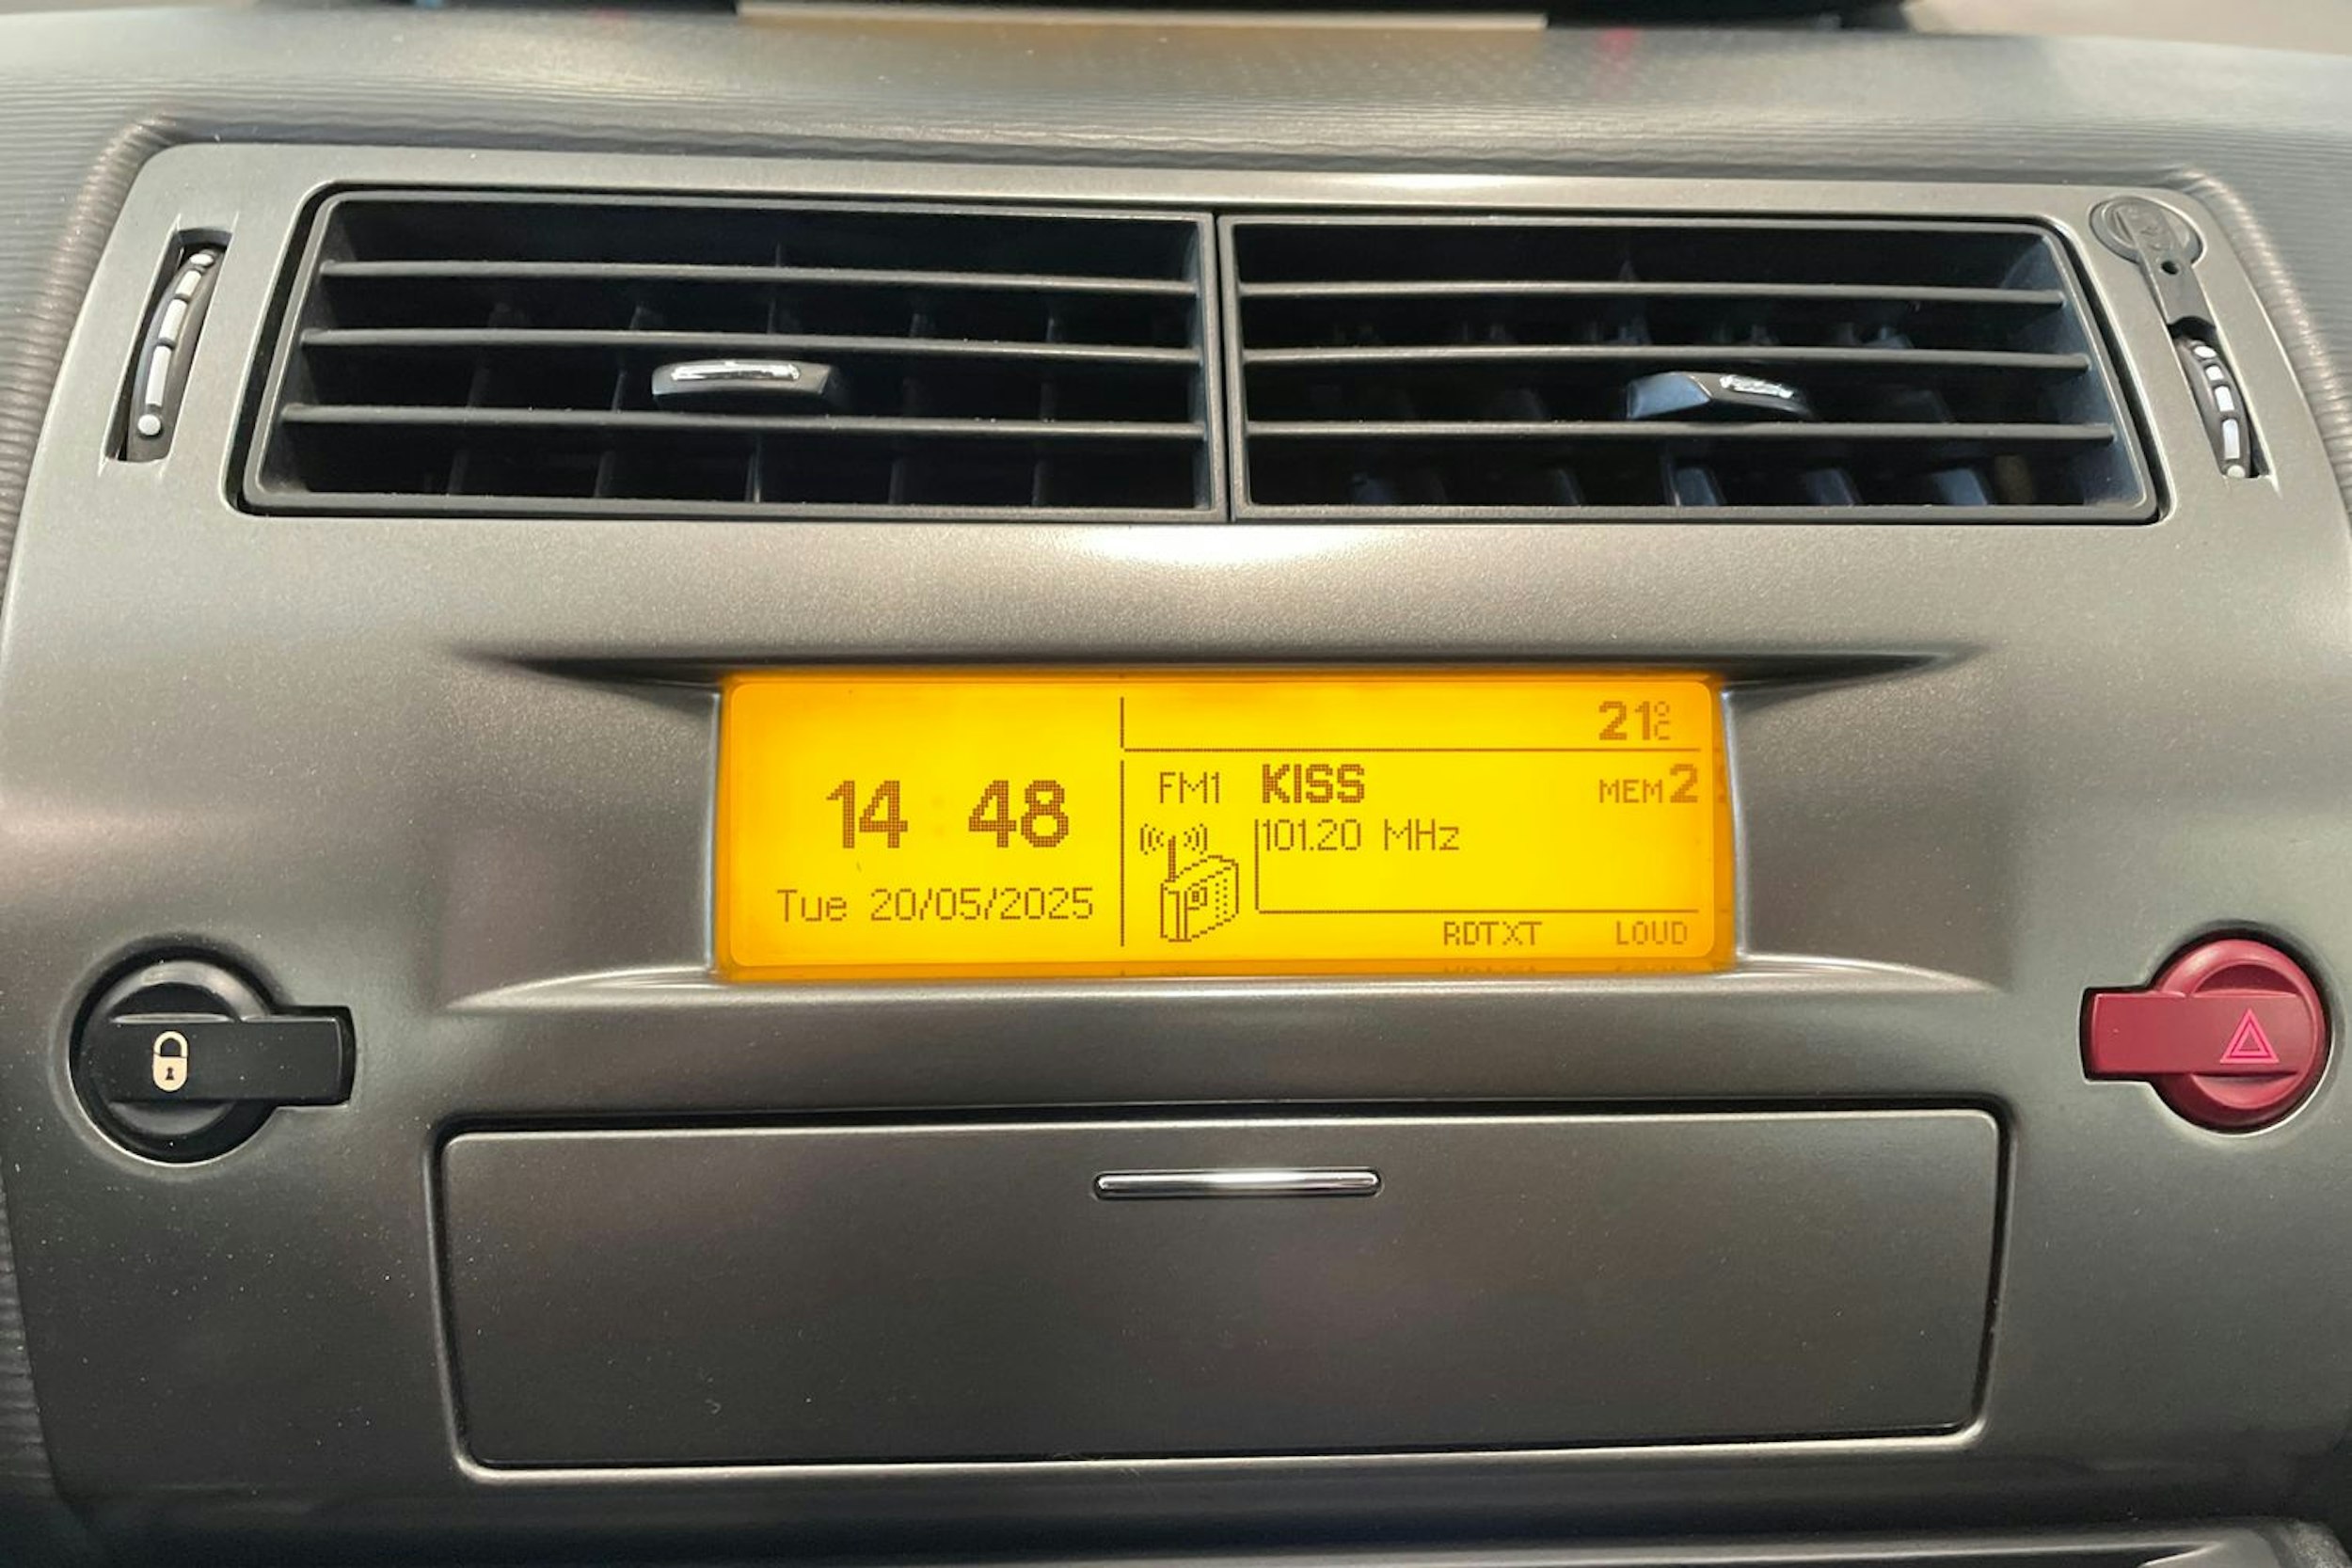 21°C
FM1 KISS MEM 2
14 48
101.20 MHz
Tue 20/05/2025
RDTXT LOUD